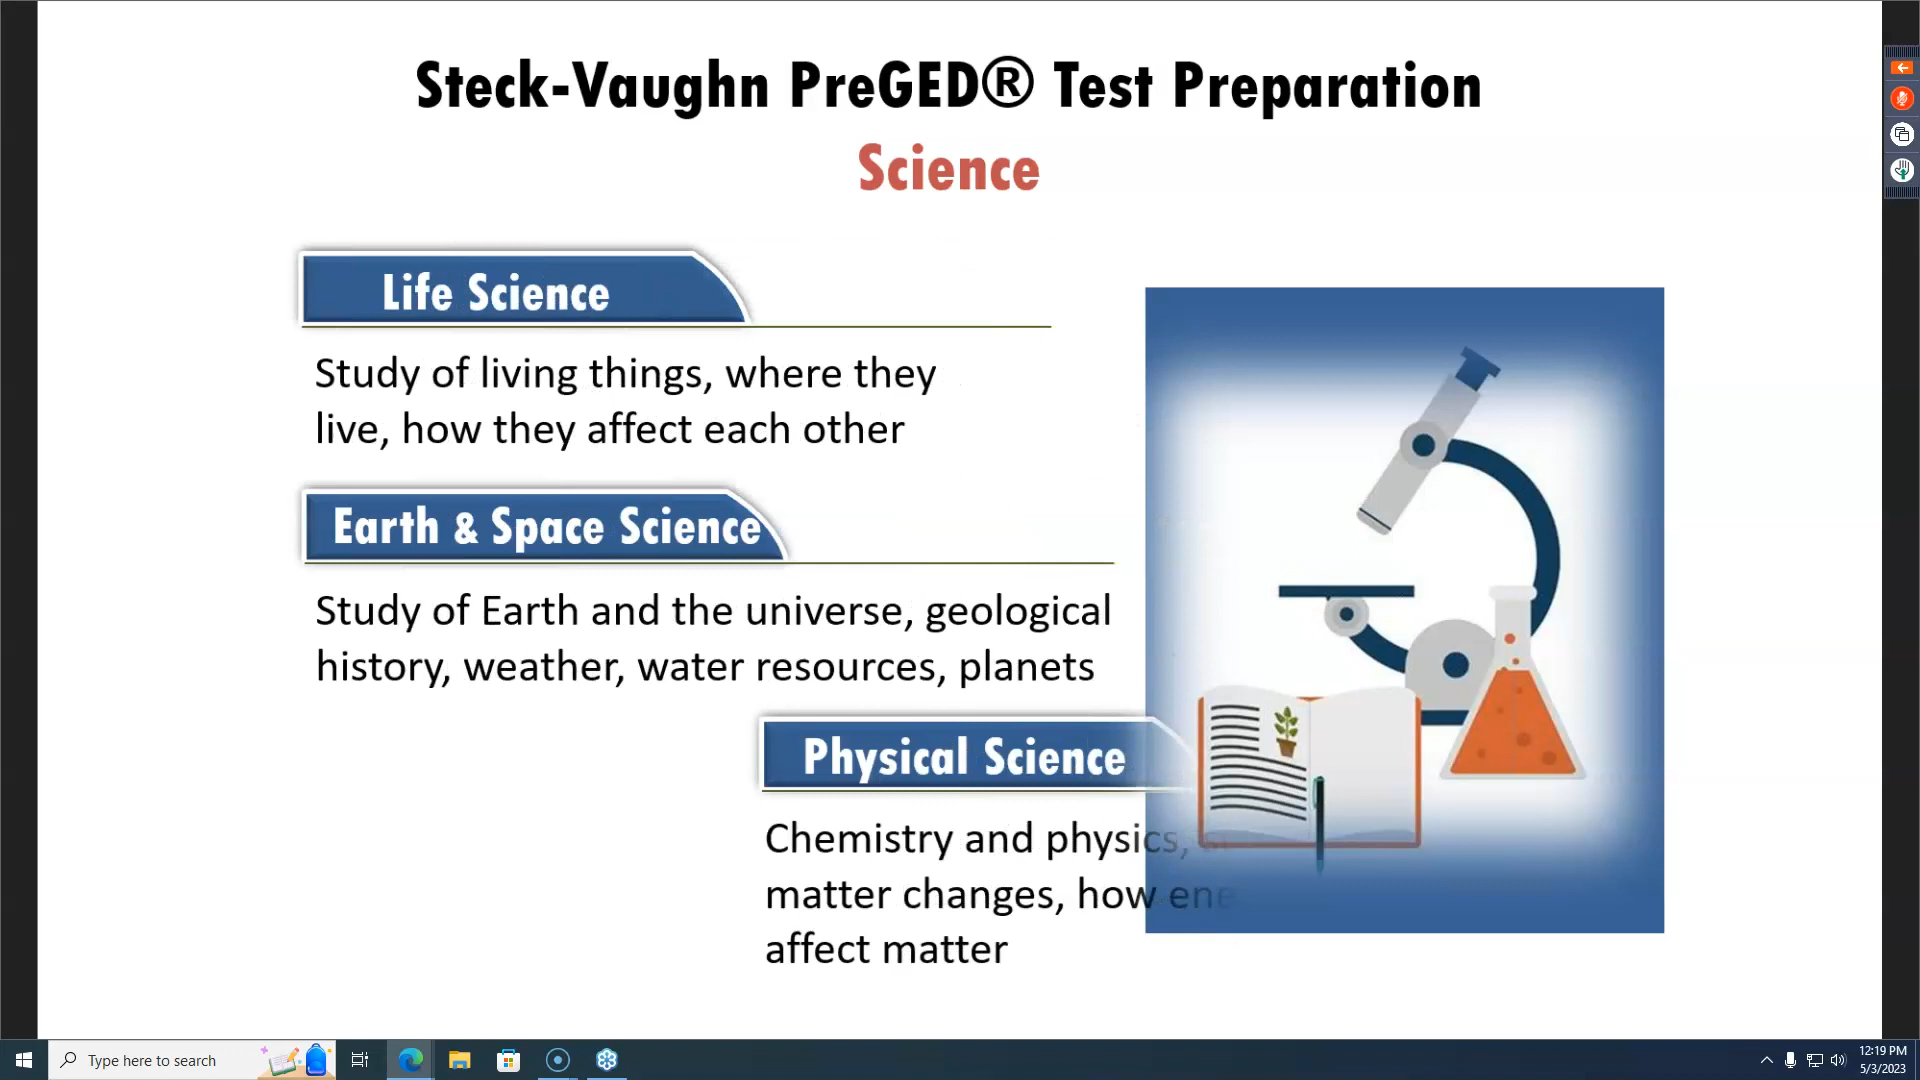 Steck-Vaughn PreGED® Test Preparation
Science
Life Science
Study of living things, where they
live, how they affect each other
Earth & Space Science
Study of Earth and the universe, geological
history, weather, water resources, planets
Physical Science
Chemistry and physics,
matter changes, how
affect matter
Type here to search
12:19 PM
5/3/2023